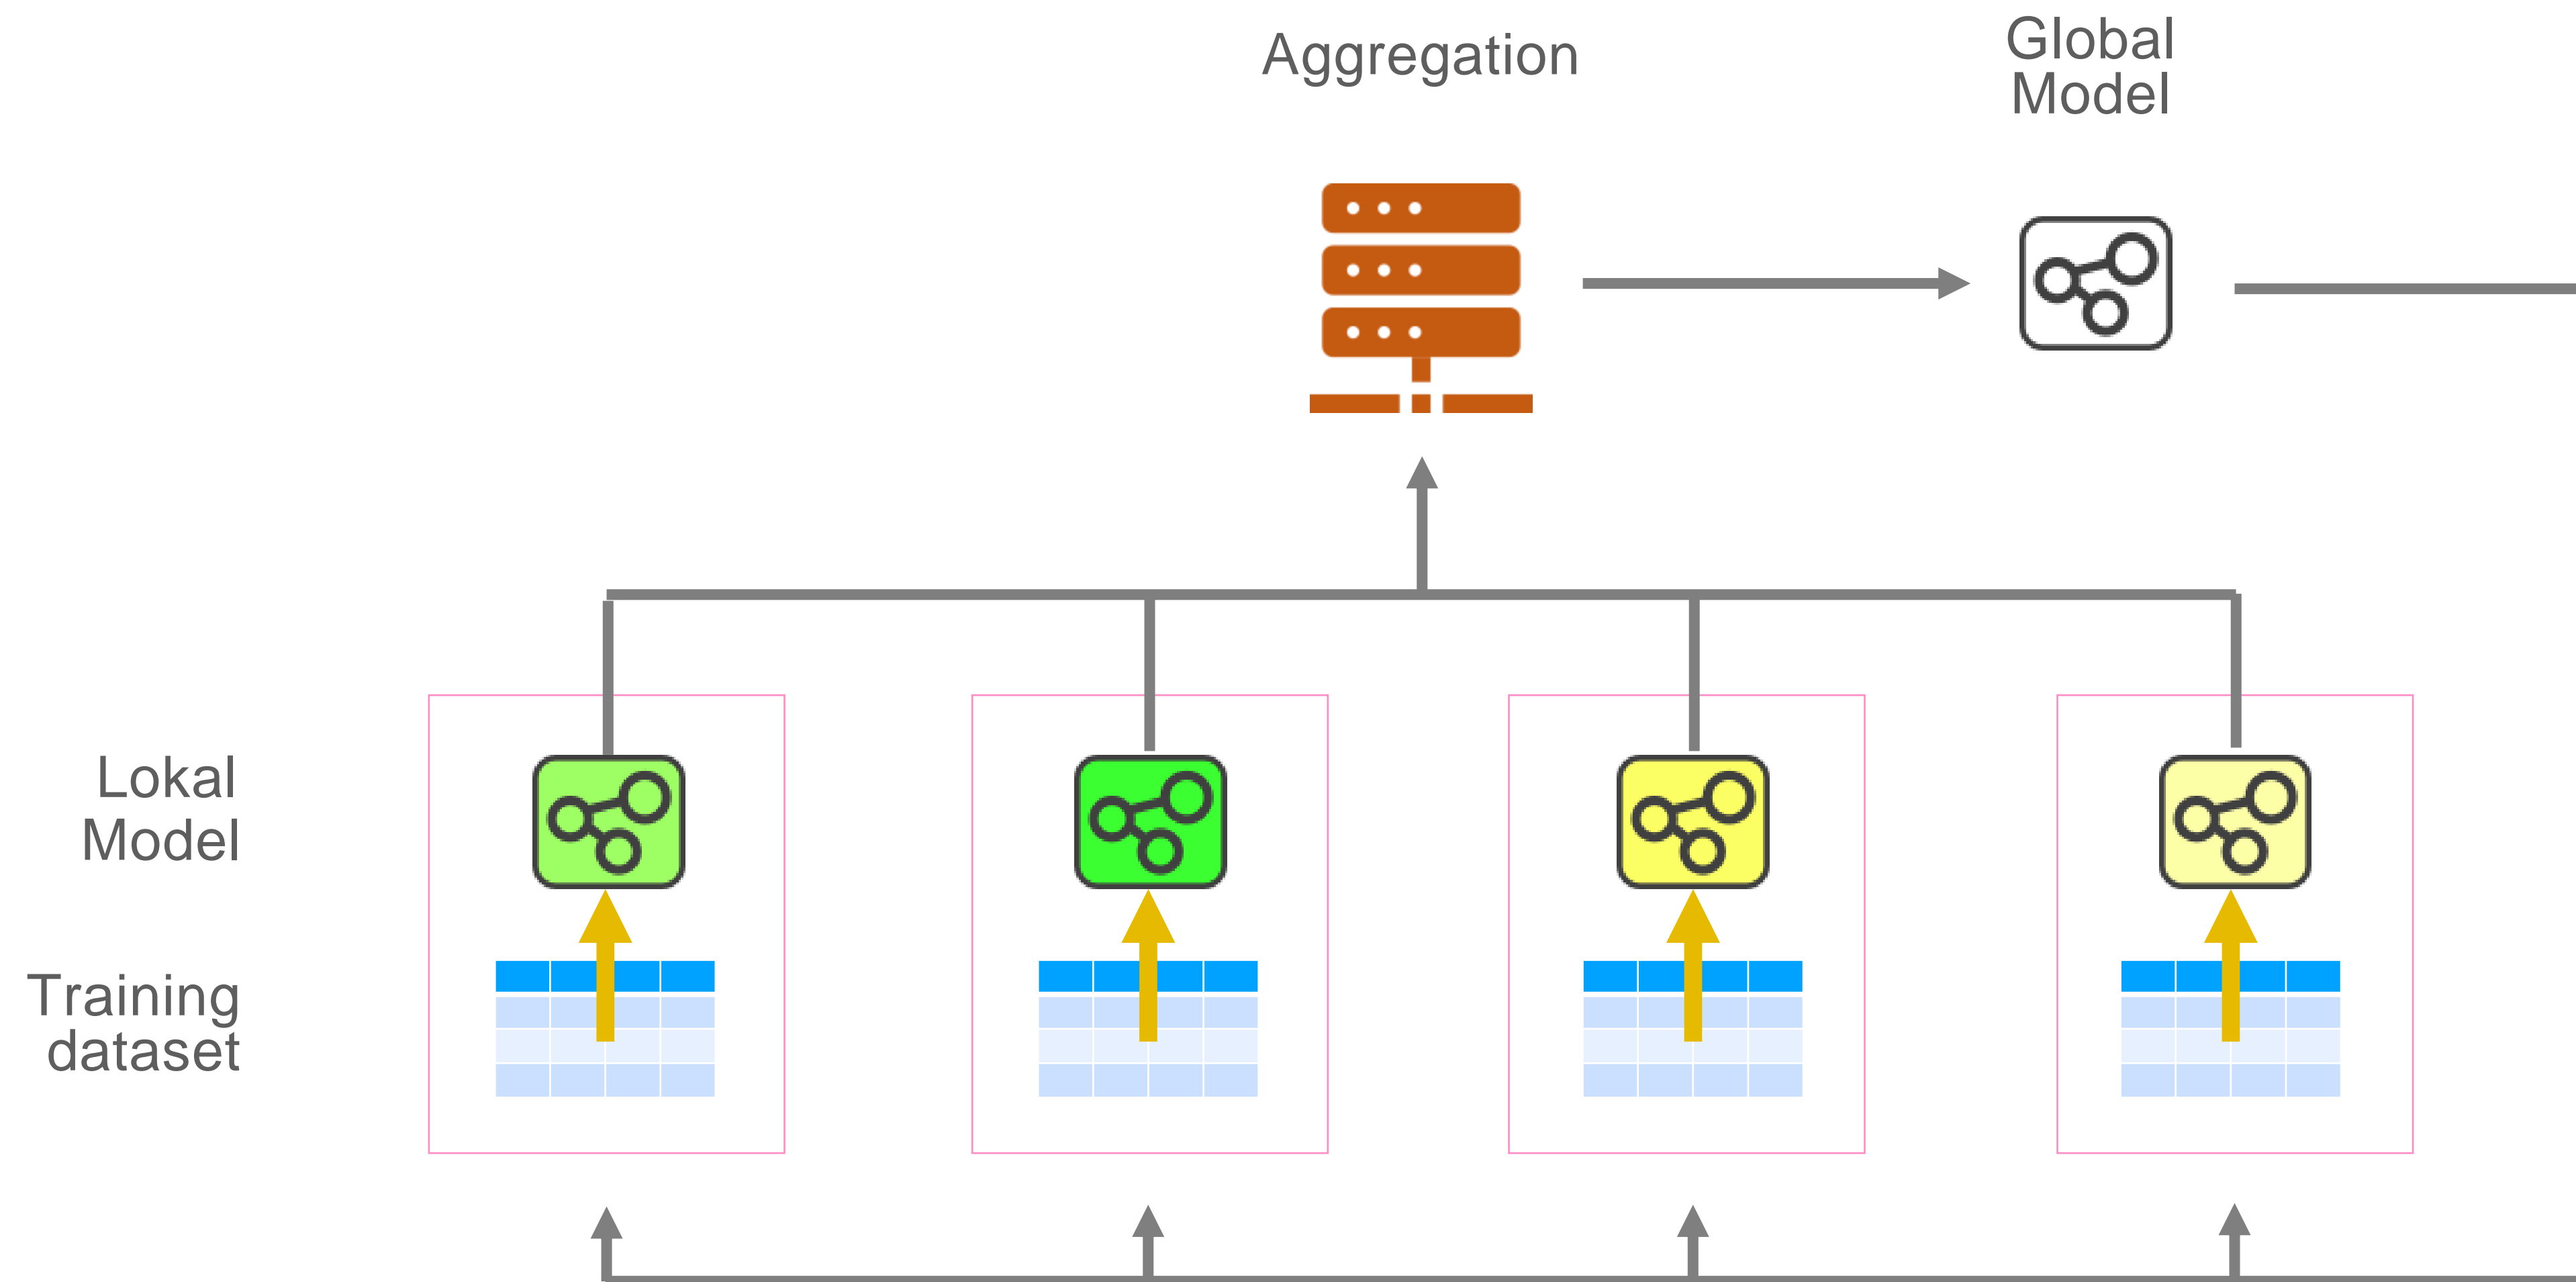 Aggregation
Global
Model
Lokal
Model
Training
dataset